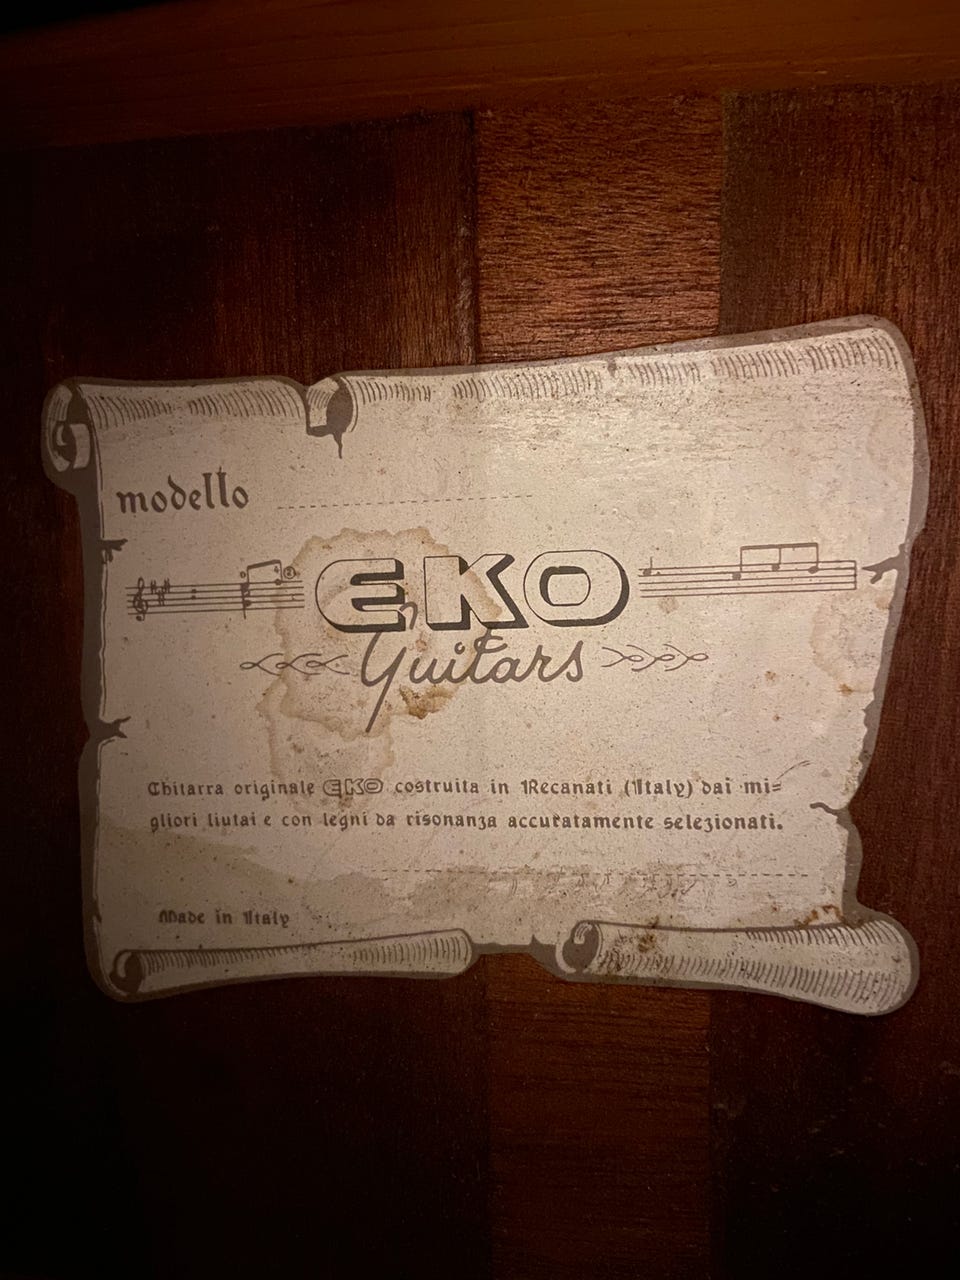 modello
EKO
Guitars
Chitarra originale EKO costruita in Recanati (Italy) dai mi=
gliori liutai e con legni da risonanza accuratamente selezionati.
Made in Italy